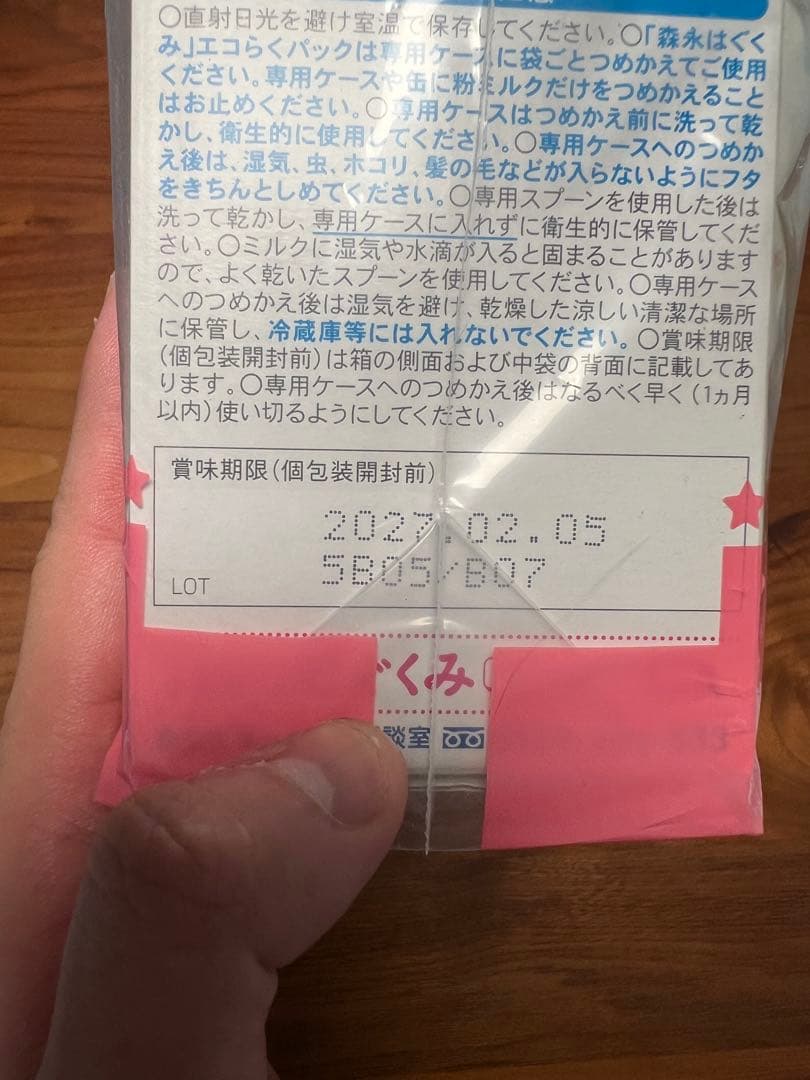 ○直射日光を避け室温で保存してください。○「森永はぐく
み」エコらくパックは専用ケースに袋ごとつめかえてご使用
ください。専用ケースや缶に粉ミルクだけをつめかえること
はお止めください。○専用ケースはつめかえ前に洗って乾
かし、衛生的に使用してください。○専用ケースへのつめか
え後は、湿気、虫、ホコリ、髪の毛などが入らないようにフタ
をきちんとしめてください。○専用スプーンを使用した後は
洗って乾かし、専用ケースに入れずに衛生的に保管してくだ
さい。○ミルクに湿気や水滴が入ると固まることがあります
ので、よく乾いたスプーンを使用してください。○専用ケース
へのつめかえ後は湿気を避け、乾燥した涼しい清潔な場所
に保管し、冷蔵庫等には入れないでください。○賞味期限
(個包装開封前)は箱の側面および中袋の背面に記載してあ
ります。○専用ケースへのつめかえ後はなるべく早く(1ヵ月
以内)使い切るようにしてください。
賞味期限(個包装開封前)
2027.02.05
LOT 5B05/B07
ぐくみ
談室